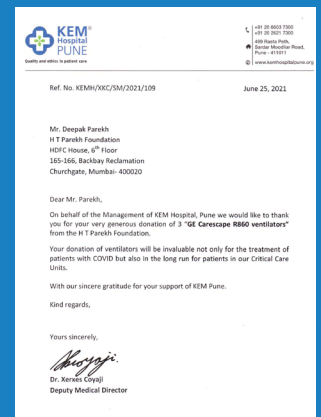 KEM®
Hospital
PUNE
Quality and ethics in patient care
+91 20 6603 7300
+91 20 2621 7300
489 Rasta Peth,
Sardar Moodliar Road,
Pune - 411011
www.kemhospitalpune.org
Ref. No. KEMH/XKC/SM/2021/109
June 25, 2021
Mr. Deepak Parekh
H T Parekh Foundation
HDFC House, 6th Floor
165-166, Backbay Reclamation
Churchgate, Mumbai- 400020
Dear Mr. Parekh,
On behalf of the Management of KEM Hospital, Pune we would like to thank
you for your very generous donation of 3 "GE Carescape R860 ventilators"
from the H T Parekh Foundation.
Your donation of ventilators will be invaluable not only for the treatment of
patients with COVID but also in the long run for patients in our Critical Care
Units.
With our sincere gratitude for your support of KEM Pune.
Kind regards,
Yours sincerely,
Dr. Xerxes Coyaji
Deputy Medical Director